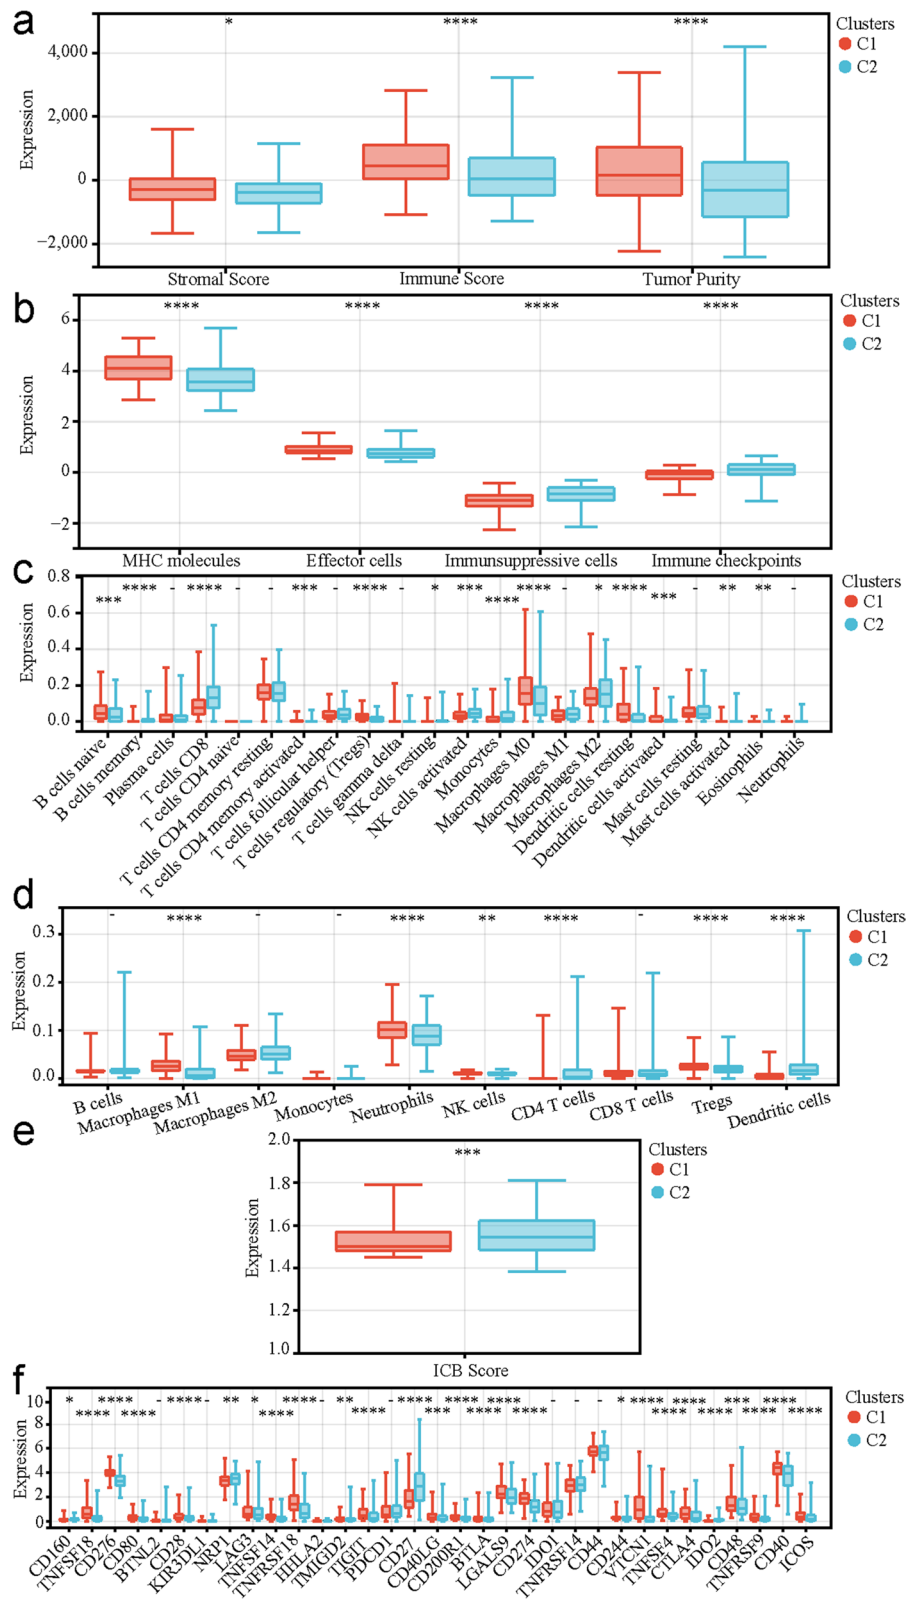 a
*
****
****
Clusters
C1
C2
4,000
2,000
0
−2,000
Expression
Stromal Score
Immune Score
Tumor Purity
b
****
****
****
****
Clusters
C1
C2
6
4
2
0
−2
Expression
MHC molecules
Effector cells
Immunsuppressive cells
Immune checkpoints
c
***
****
-
****
-
-
***
-
****
-
*
***
****
****
-
*
****
***
-
**
**
-
Clusters
C1
C2
0.8
0.6
0.4
0.2
0.0
Expression
B cells naive
B cells memory
Plasma cells
T cells CD8
T cells CD4 naive
T cells CD4 memory resting
T cells CD4 memory activated
T cells follicular helper
T cells regulatory (Tregs)
T cells gamma delta
NK cells resting
NK cells activated
Monocytes
Macrophages M0
Macrophages M1
Macrophages M2
Dendritic cells resting
Dendritic cells activated
Mast cells resting
Mast cells activated
Eosinophils
Neutrophils
d
-
****
-
-
****
**
****
-
****
****
Clusters
C1
C2
0.3
0.2
0.1
0.0
Expression
B cells
Macrophages M1
Macrophages M2
Monocytes
Neutrophils
NK cells
CD4 T cells
CD8 T cells
Tregs
Dendritic cells
e
***
Clusters
C1
C2
2.0
1.8
1.6
1.4
1.2
1.0
Expression
ICB Score
f
*
****
****
****
-
****
-
**
*
****
****
-
**
****
-
****
***
****
****
****
****
-
-
-
*
****
****
****
****
***
****
****
****
Clusters
C1
C2
10
8
6
4
2
0
Expression
CD160
TNFSF18
CD276
CD80
BTNL2
CD28
KIR3DL1
NRP1
LAG3
TNFSF14
TNFRSF18
HHLA2
TMIGD2
TIGIT
PDCD1
CD27
CD40LG
CD200R1
BTLA
LGALS9
CD274
IDO1
TNFRSF14
CD44
CD244
VTCN1
TNFSF4
CTLA4
IDO2
CD48
TNFRSF9
CD40
ICOS